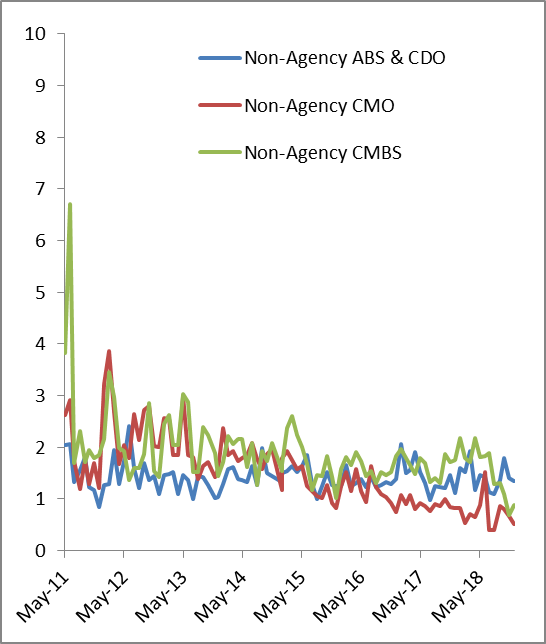 10
9
8
7
6
5
4
3
2
1
0
Non-Agency ABS & CDO
Non-Agency CMO
Non-Agency CMBS
May-11
May-12
May-13
May-14
May-15
May-16
May-17
May-18